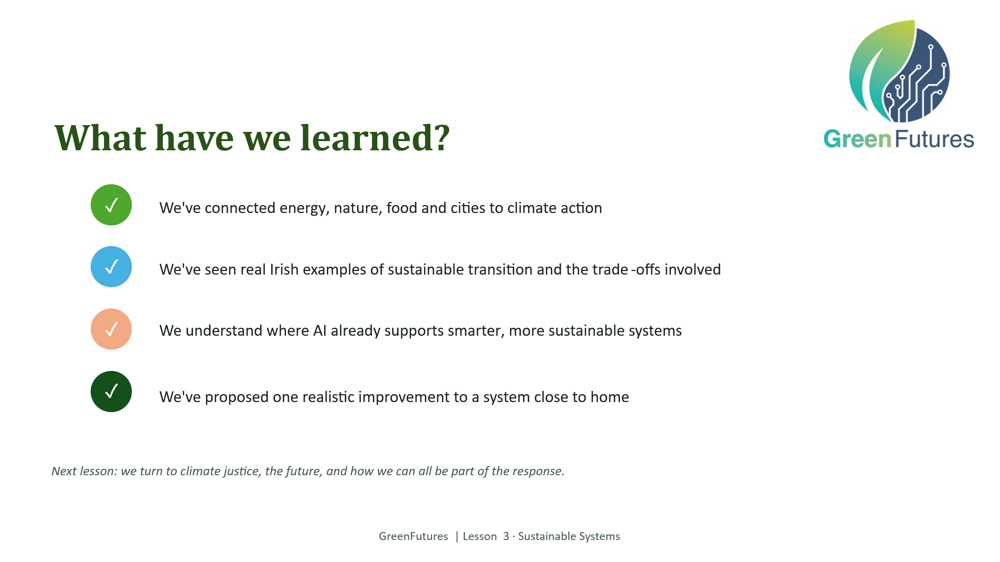 Green Futures
What have we learned?
✓ We've connected energy, nature, food and cities to climate action
✓ We've seen real Irish examples of sustainable transition and the trade-offs involved
✓ We understand where AI already supports smarter, more sustainable systems
✓ We've proposed one realistic improvement to a system close to home
Next lesson: we turn to climate justice, the future, and how we can all be part of the response.
GreenFutures | Lesson 3 · Sustainable Systems